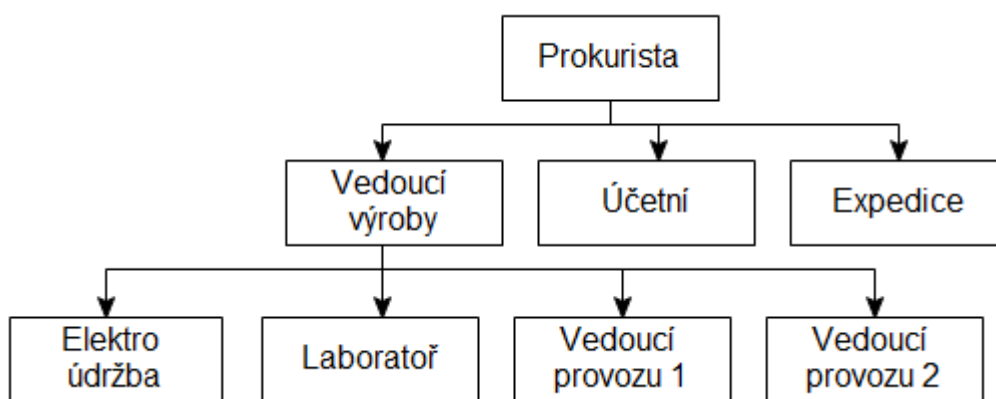 Prokurista
Vedoucí
výroby
Účetní
Expedice
Elektro
údržba
Laboratoř
Vedoucí
provozu 1
Vedoucí
provozu 2